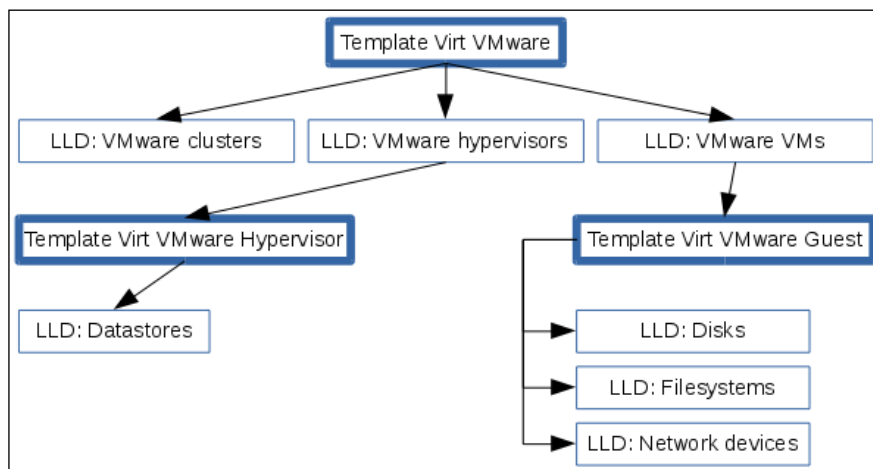 Template Virt VMware
LLD: VMware clusters
LLD: VMware hypervisors
LLD: VMware VMs
Template Virt VMware Hypervisor
Template Virt VMware Guest
LLD: Datastores
LLD: Disks
LLD: Filesystems
LLD: Network devices